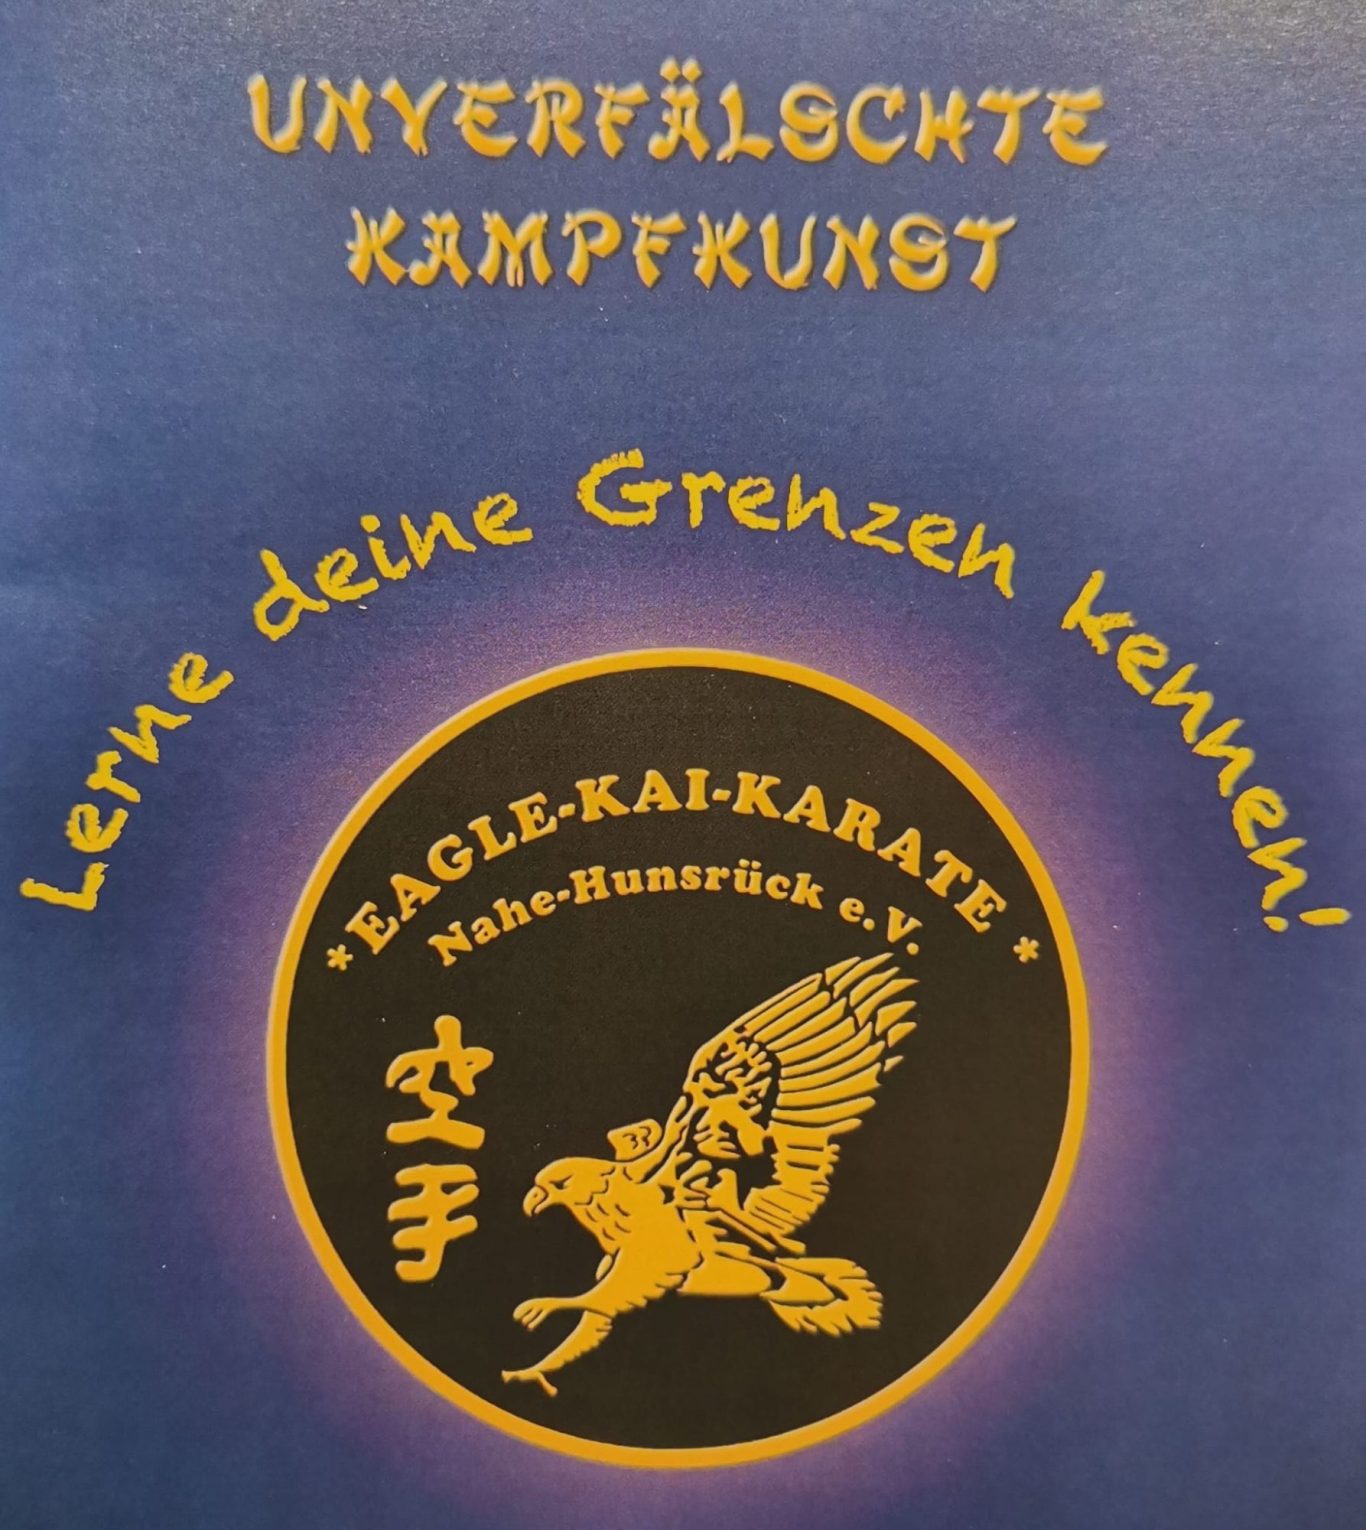 UNVERFÄLSCHTE
KAMPFKUNST
Lerne deine Grenzen kennen!
* EAGLE-KAI-KARATE *
Nahe-Hunsrück e.V.
空手